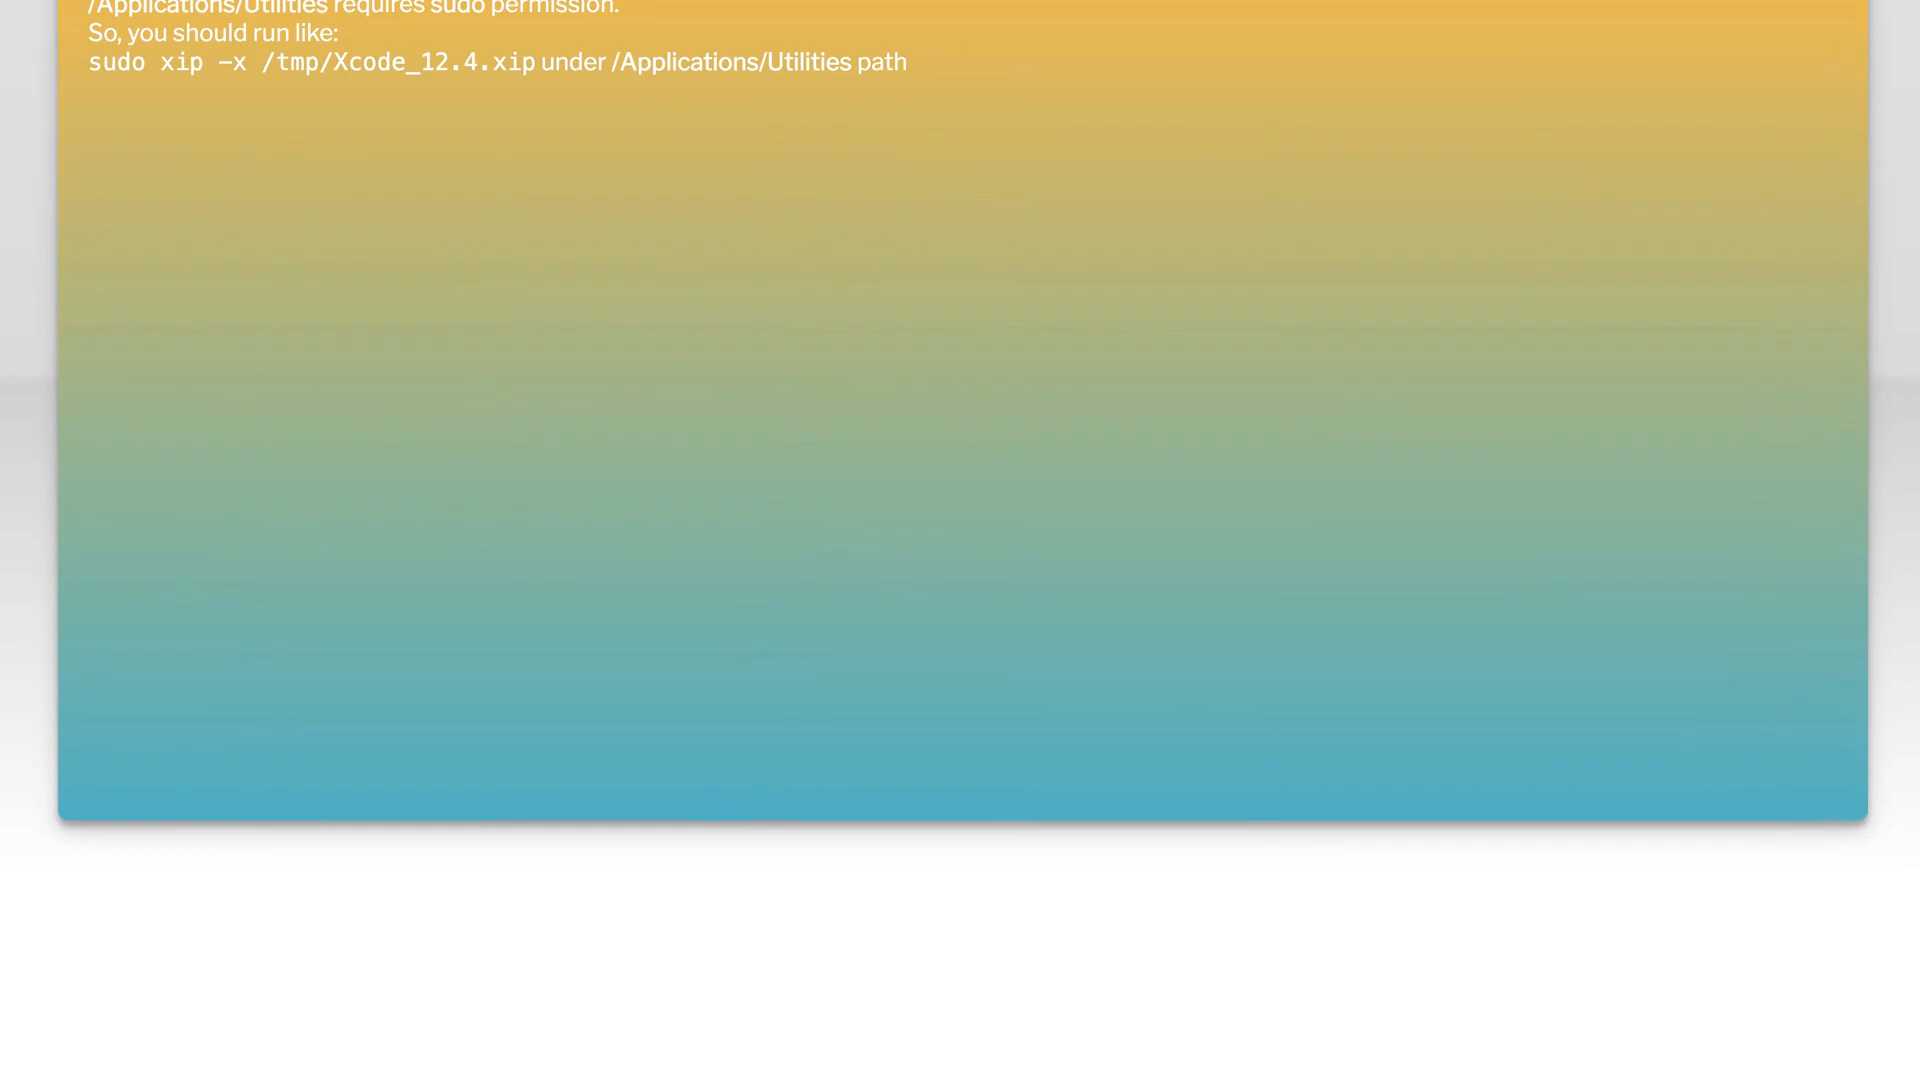 /Applications/Utilities requires sudo permission.
So, you should run like:
sudo xip -x /tmp/Xcode_12.4.xip under /Applications/Utilities path